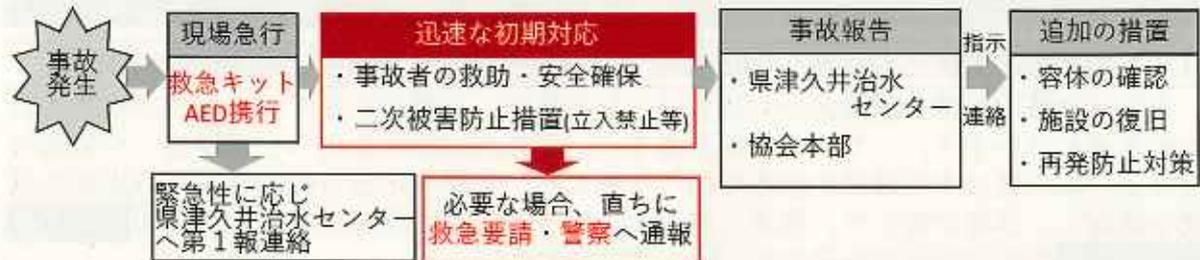 事故
発生
現場急行
救急キット
AED携行
緊急性に応じ
県津久井治水センター
へ第１報連絡
迅速な初期対応
・事故者の救助・安全確保
・二次被害防止措置(立入禁止等)
必要な場合、直ちに
救急要請・警察へ通報
事故報告
・県津久井治水
センター
・協会本部
指示
連絡
追加の措置
・容体の確認
・施設の復旧
・再発防止対策